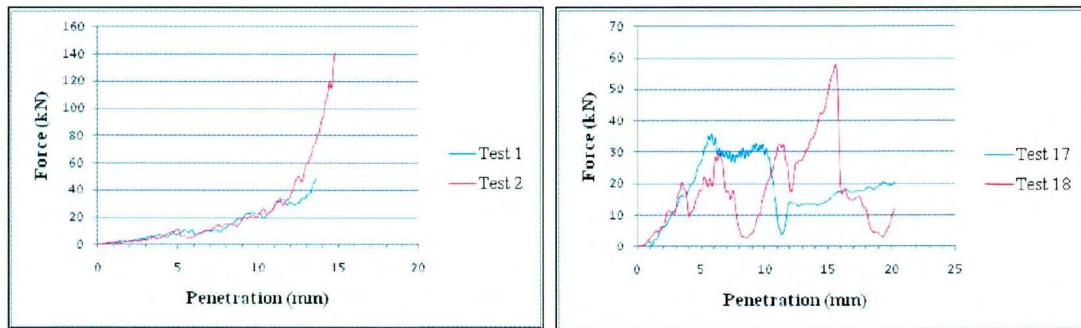 160
140
120
100
80
60
40
20
0
Force (kN)
0 5 10 15 20
Penetration (mm)
Test 1
Test 2
70
60
50
40
30
20
10
0
Force (kN)
0 5 10 15 20 25
Penetration (mm)
Test 17
Test 18